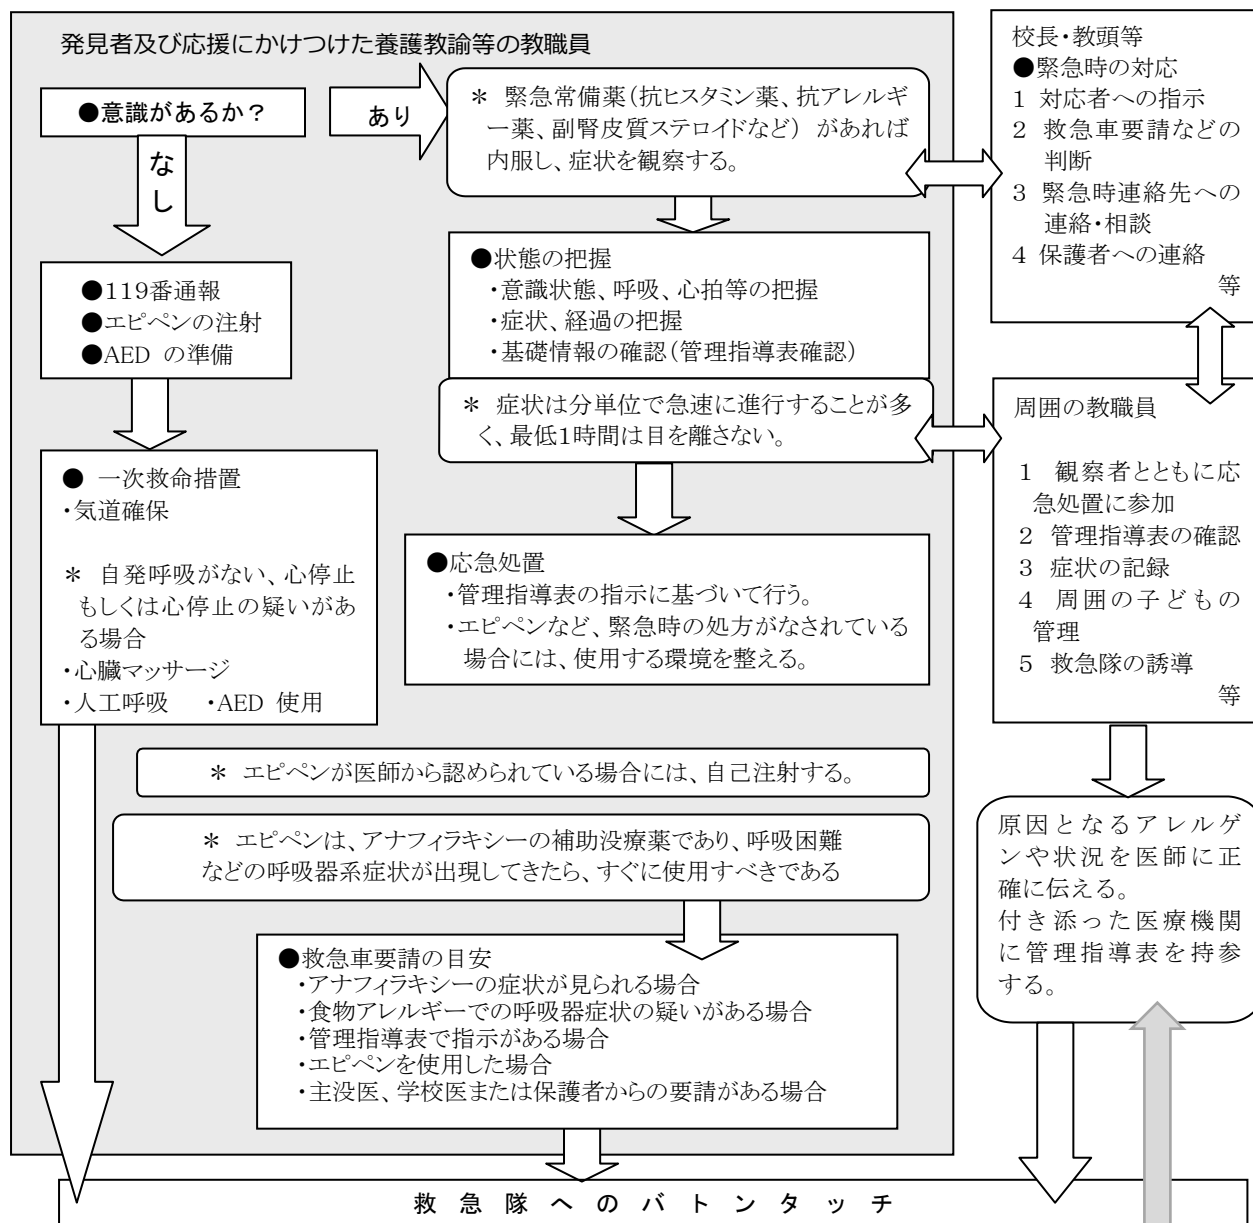 発見者及び応援にかけつけた養護教諭等の教職員
●意識があるか？
あり
なし
＊ 緊急常備薬（抗ヒスタミン薬、抗アレルギ
ー薬、副腎皮質ステロイドなど） があれば
内服し、症状を観察する。
●119番通報
●エピペンの注射
●AED の準備
●状態の把握
・意識状態、呼吸、心拍等の把握
・症状、経過の把握
・基礎情報の確認（管理指導表確認）
＊ 症状は分単位で急速に進行することが多
く、最低１時間は目を離さない。
● 一次救命措置
・気道確保
＊ 自発呼吸がない、心停止
もしくは心停止の疑いがあ
る場合
・心臓マッサージ
・人工呼吸 ・AED 使用
●応急処置
・管理指導表の指示に基づいて行う。
・エピペンなど、緊急時の処方がなされている
場合には、使用する環境を整える。
＊ エピペンが医師から認められている場合には、自己注射する。
＊ エピペンは、アナフィラキシーの補助没療薬であり、呼吸困難
などの呼吸器系症状が出現してきたら、すぐに使用すべきである
●救急車要請の目安
・アナフィラキシーの症状が見られる場合
・食物アレルギーでの呼吸器症状の疑いがある場合
・管理指導表で指示がある場合
・エピペンを使用した場合
・主没医、学校医または保護者からの要請がある場合
校長・教頭等
●緊急時の対応
1 対応者への指示
2 救急車要請などの
判断
3 緊急時連絡先への
連絡・相談
4 保護者への連絡
等
周囲の教職員
1 観察者とともに応
急処置に参加
2 管理指導表の確認
3 症状の記録
4 周囲の子どもの
管理
5 救急隊の誘導
等
原因となるアレルゲ
ンや状況を医師に正
確に伝える。
付き添った医療機関
に管理指導表を持参
する。
救急隊へのバトンタッチ